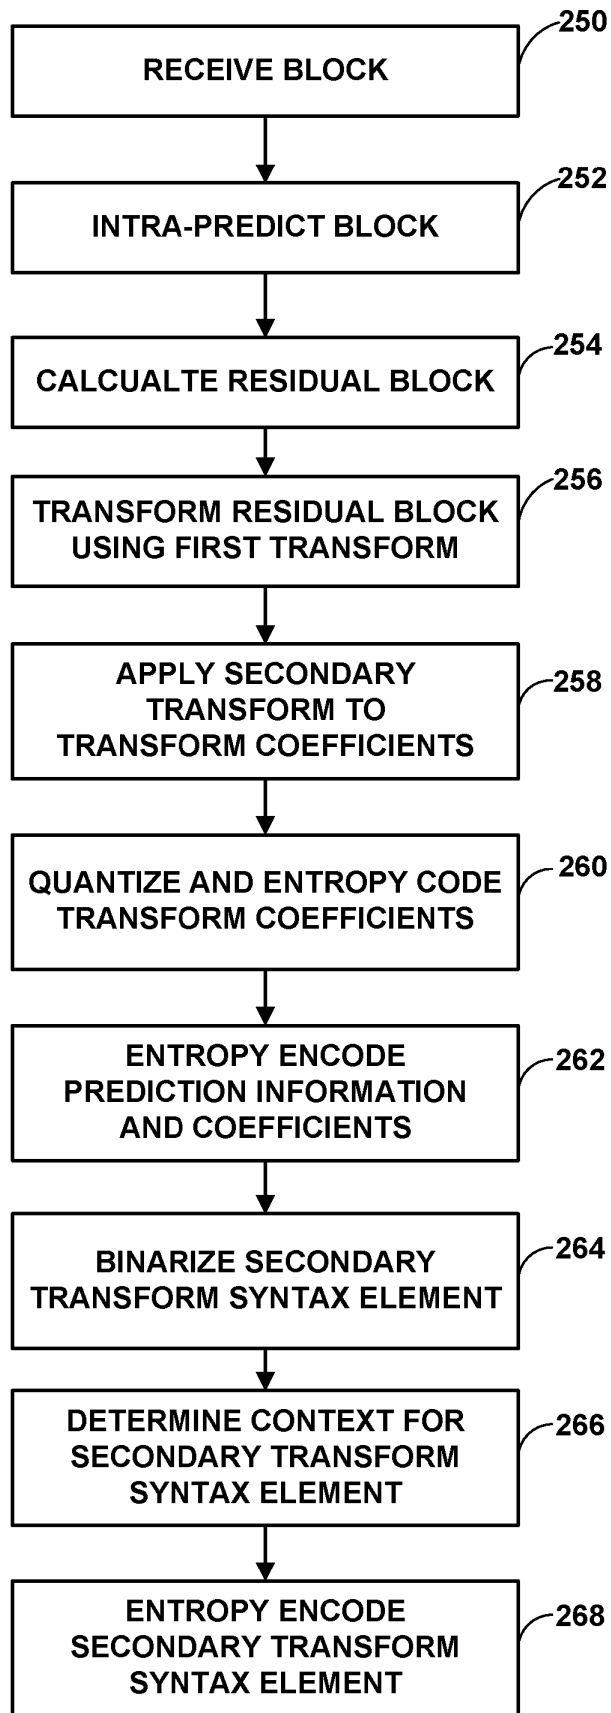 250
RECEIVE BLOCK
252
INTRA-PREDICT BLOCK
254
CALCUALTE RESIDUAL BLOCK
256
TRANSFORM RESIDUAL BLOCK
USING FIRST TRANSFORM
258
APPLY SECONDARY
TRANSFORM TO
TRANSFORM COEFFICIENTS
260
QUANTIZE AND ENTROPY CODE
TRANSFORM COEFFICIENTS
262
ENTROPY ENCODE
PREDICTION INFORMATION
AND COEFFICIENTS
264
BINARIZE SECONDARY
TRANSFORM SYNTAX ELEMENT
266
DETERMINE CONTEXT FOR
SECONDARY TRANSFORM
SYNTAX ELEMENT
268
ENTROPY ENCODE
SECONDARY TRANSFORM
SYNTAX ELEMENT